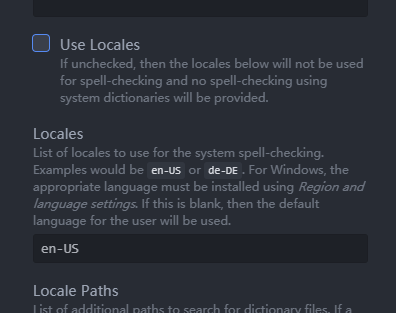 Use Locales
If unchecked, then the locales below will not be used
for spell-checking and no spell-checking using
system dictionaries will be provided.
Locales
List of locales to use for the system spell-checking.
Examples would be en-US or de-DE. For Windows, the
appropriate language must be installed using Region and
language settings. If this is blank, then the default
language for the user will be used.
en-US
Locale Paths
List of additional paths to search for dictionary files. If a